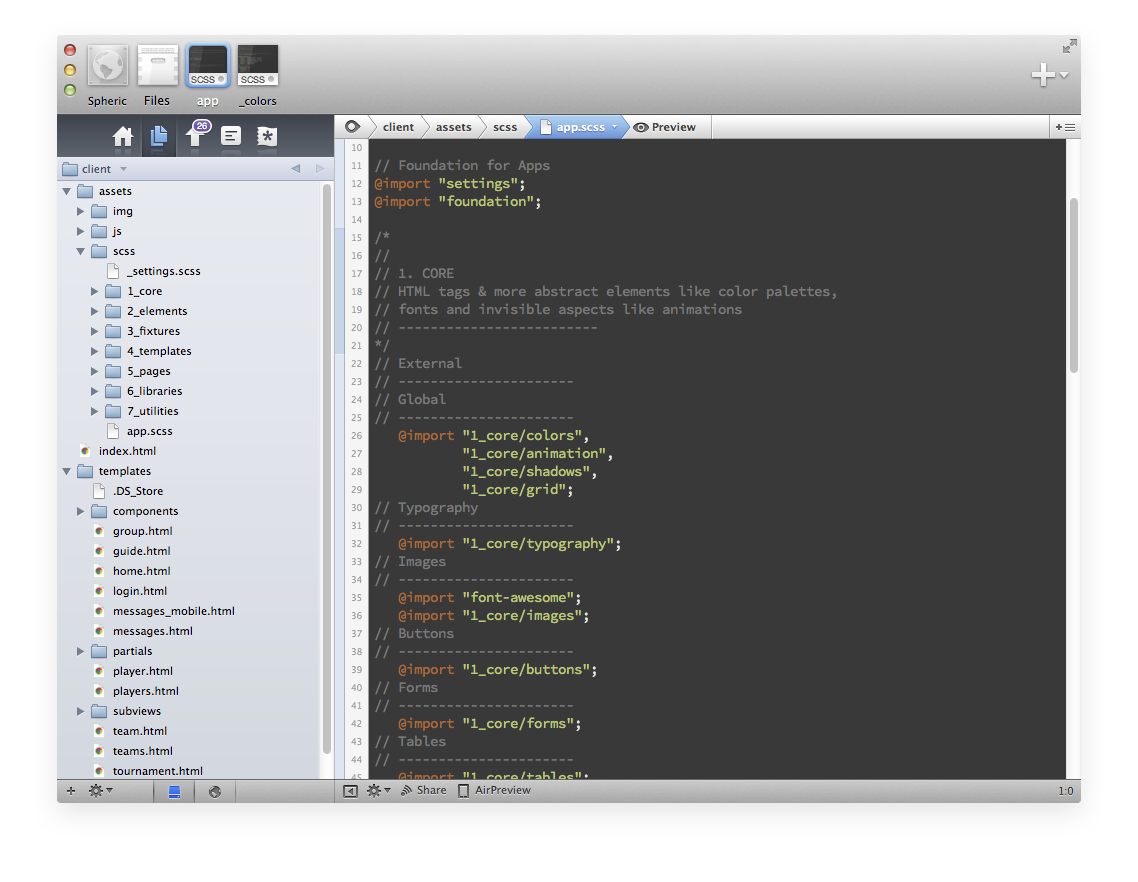 SCSS
SCSS
Spheric
Files
app
_colors
26
client
assets
scss
app.scss
Preview
client
assets
img
js
scss
_settings.scss
1_core
2_elements
3_fixtures
4_templates
5_pages
6_libraries
7_utilities
app.scss
index.html
templates
.DS_Store
components
group.html
guide.html
home.html
login.html
messages_mobile.html
messages.html
partials
player.html
players.html
subviews
team.html
teams.html
tournament.html
10
11 // Foundation for Apps
12 @import "settings";
13 @import "foundation";
14
15 /*
16 //
17 // 1. CORE
18 // HTML tags & more abstract elements like color palettes,
19 // fonts and invisible aspects like animations
20 // -------------------------
21 */
22 // External
23 // ----------------------
24 // Global
25 // ----------------------
26 @import "1_core/colors",
27 "1_core/animation",
28 "1_core/shadows",
29 "1_core/grid";
30 // Typography
31 // ----------------------
32 @import "1_core/typography";
33 // Images
34 // ----------------------
35 @import "font-awesome";
36 @import "1_core/images";
37 // Buttons
38 // ----------------------
39 @import "1_core/buttons";
40 // Forms
41 // ----------------------
42 @import "1_core/forms";
43 // Tables
44 // ----------------------
45 @import "1_core/tables";
Share
AirPreview
1:0